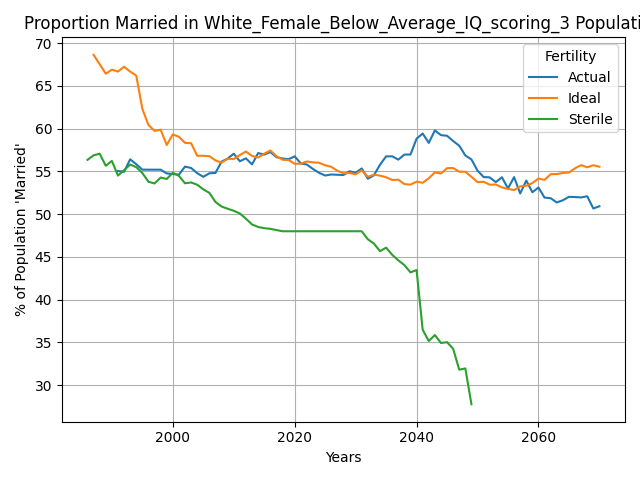 Proportion Married in White_Female_Below_Average_IQ_scoring_3 Populati
70
65
60
55
50
45
40
35
30
% of Population 'Married'
Fertility
Actual
Ideal
Sterile
2000
2020
2040
2060
Years